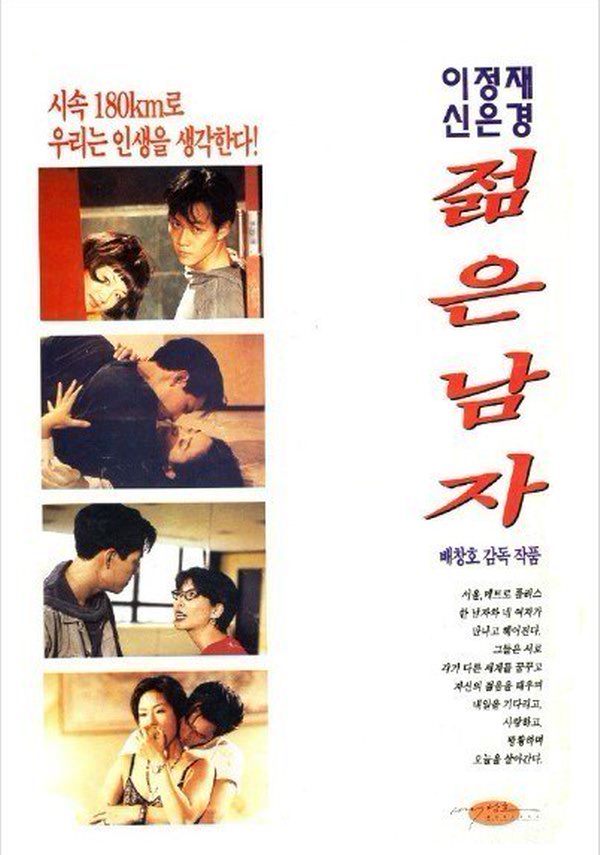 시속 180km로
우리는 인생을 생각한다!
이정재
신은경
젊은 남자
배창호 감독 작품
서울, 메트로 폴리스
한 남자와 네 여자가
만나고 헤어진다.
그들은 서로
각기 다른 세계를 꿈꾸고
자신의 젊음을 태우며
내일을 기다리고,
사랑하고,
방황하며
오늘을 살아간다.